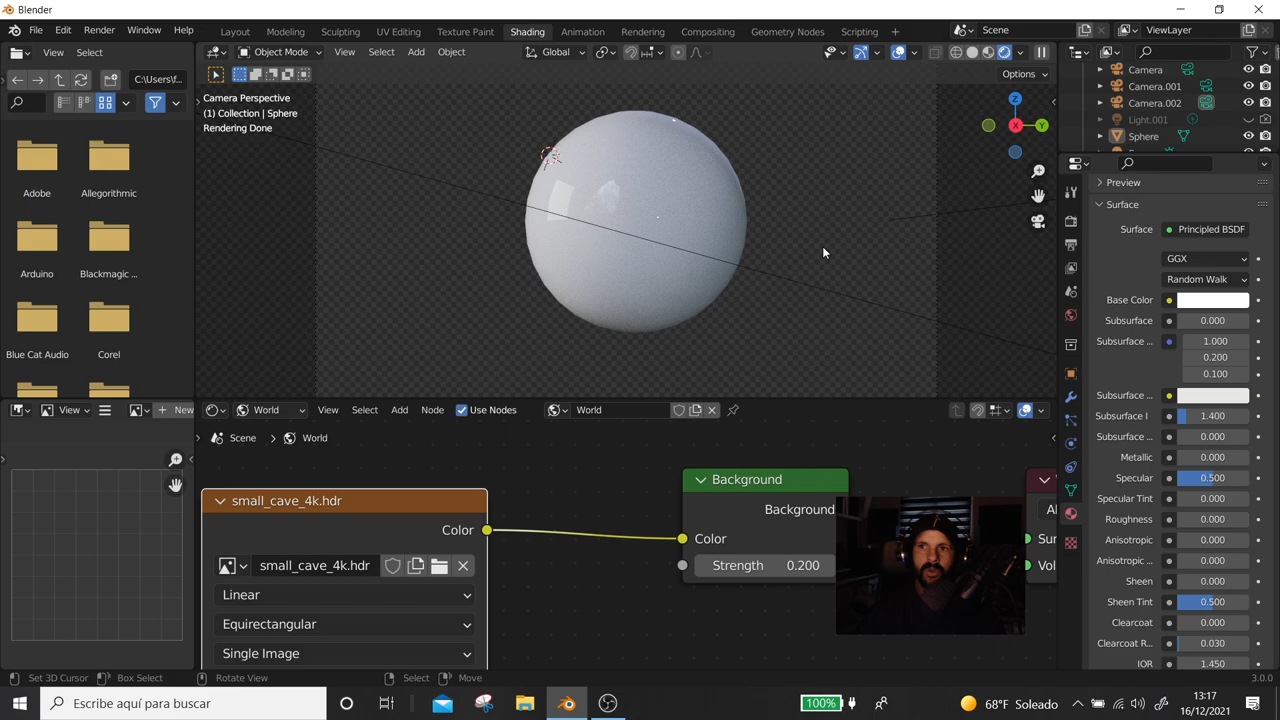 Blender
File Edit Render Window Help Layout Modeling Sculpting UV Editing Texture Paint Shading Animation Rendering Compositing Geometry Nodes Scripting + Scene ViewLayer
View Select Object Mode View Select Add Object Global
C:\Users\f... Options
Camera
Camera.001
Camera.002
Light.001
Sphere
Camera Perspective
(1) Collection | Sphere
Rendering Done
Z
X
Y
Adobe Allegorithmic
Arduino Blackmagic ...
Blue Cat Audio Corel
Preview
Surface
Surface Principled BSDF
GGX
Random Walk
Base Color
Subsurface 0.000
Subsurface ... 1.000
0.200
0.100
Subsurface ...
Subsurface I 1.400
Subsurface ... 0.000
Metallic 0.000
Specular 0.500
Specular Tint 0.000
Roughness 0.000
Anisotropic 0.000
Anisotropic ... 0.000
Sheen 0.000
Sheen Tint 0.500
Clearcoat 0.000
Clearcoat R... 0.030
IOR 1.450
View + New World View Select Add Node Use Nodes World
Scene > World
small_cave_4k.hdr
Color
small_cave_4k.hdr
Linear
Equirectangular
Single Image
Background
Background
Color
Strength 0.200
Al
Sur
Vol
Set 3D Cursor Box Select Rotate View Select Move 3.0.0
Escribe aquí para buscar 100% 68°F Soleado 13:17
16/12/2021